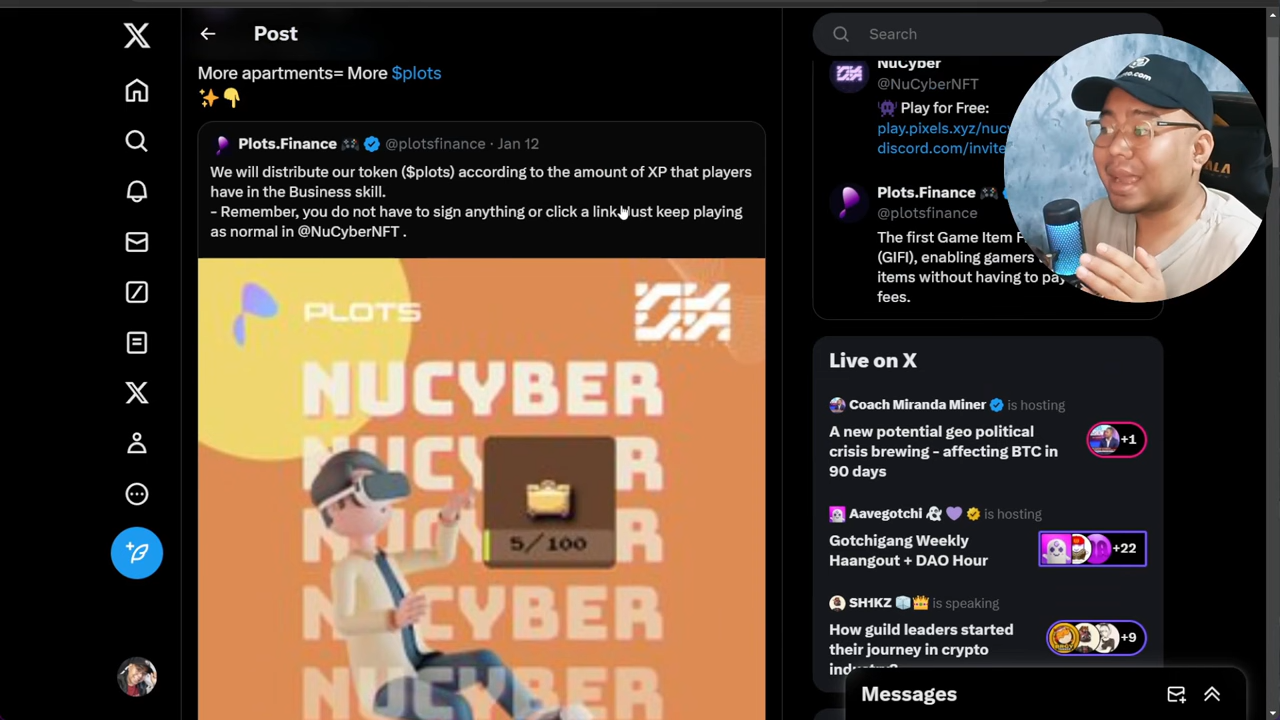 Post
More apartments= More $plots
✨👇
Plots.Finance 🎮 @plotsfinance · Jan 12
We will distribute our token ($plots) according to the amount of XP that players
have in the Business skill.
- Remember, you do not have to sign anything or click a link Just keep playing
as normal in @NuCyberNFT .
PLOTS
NUCYBER
5/100
Search
NuCyber
@NuCyberNFT
👾 Play for Free:
play.pixels.xyz/nuc
discord.com/invite
Plots.Finance 🎮
@plotsfinance
The first Game Item F
(GIFI), enabling gamers
items without having to pay
fees.
Live on X
Coach Miranda Miner is hosting
A new potential geo political
crisis brewing - affecting BTC in
90 days
+1
Aavegotchi 👻💜 is hosting
Gotchigang Weekly
Haangout + DAO Hour
+22
SH1KZ 🧊👑 is speaking
How guild leaders started
their journey in crypto
+9
Messages